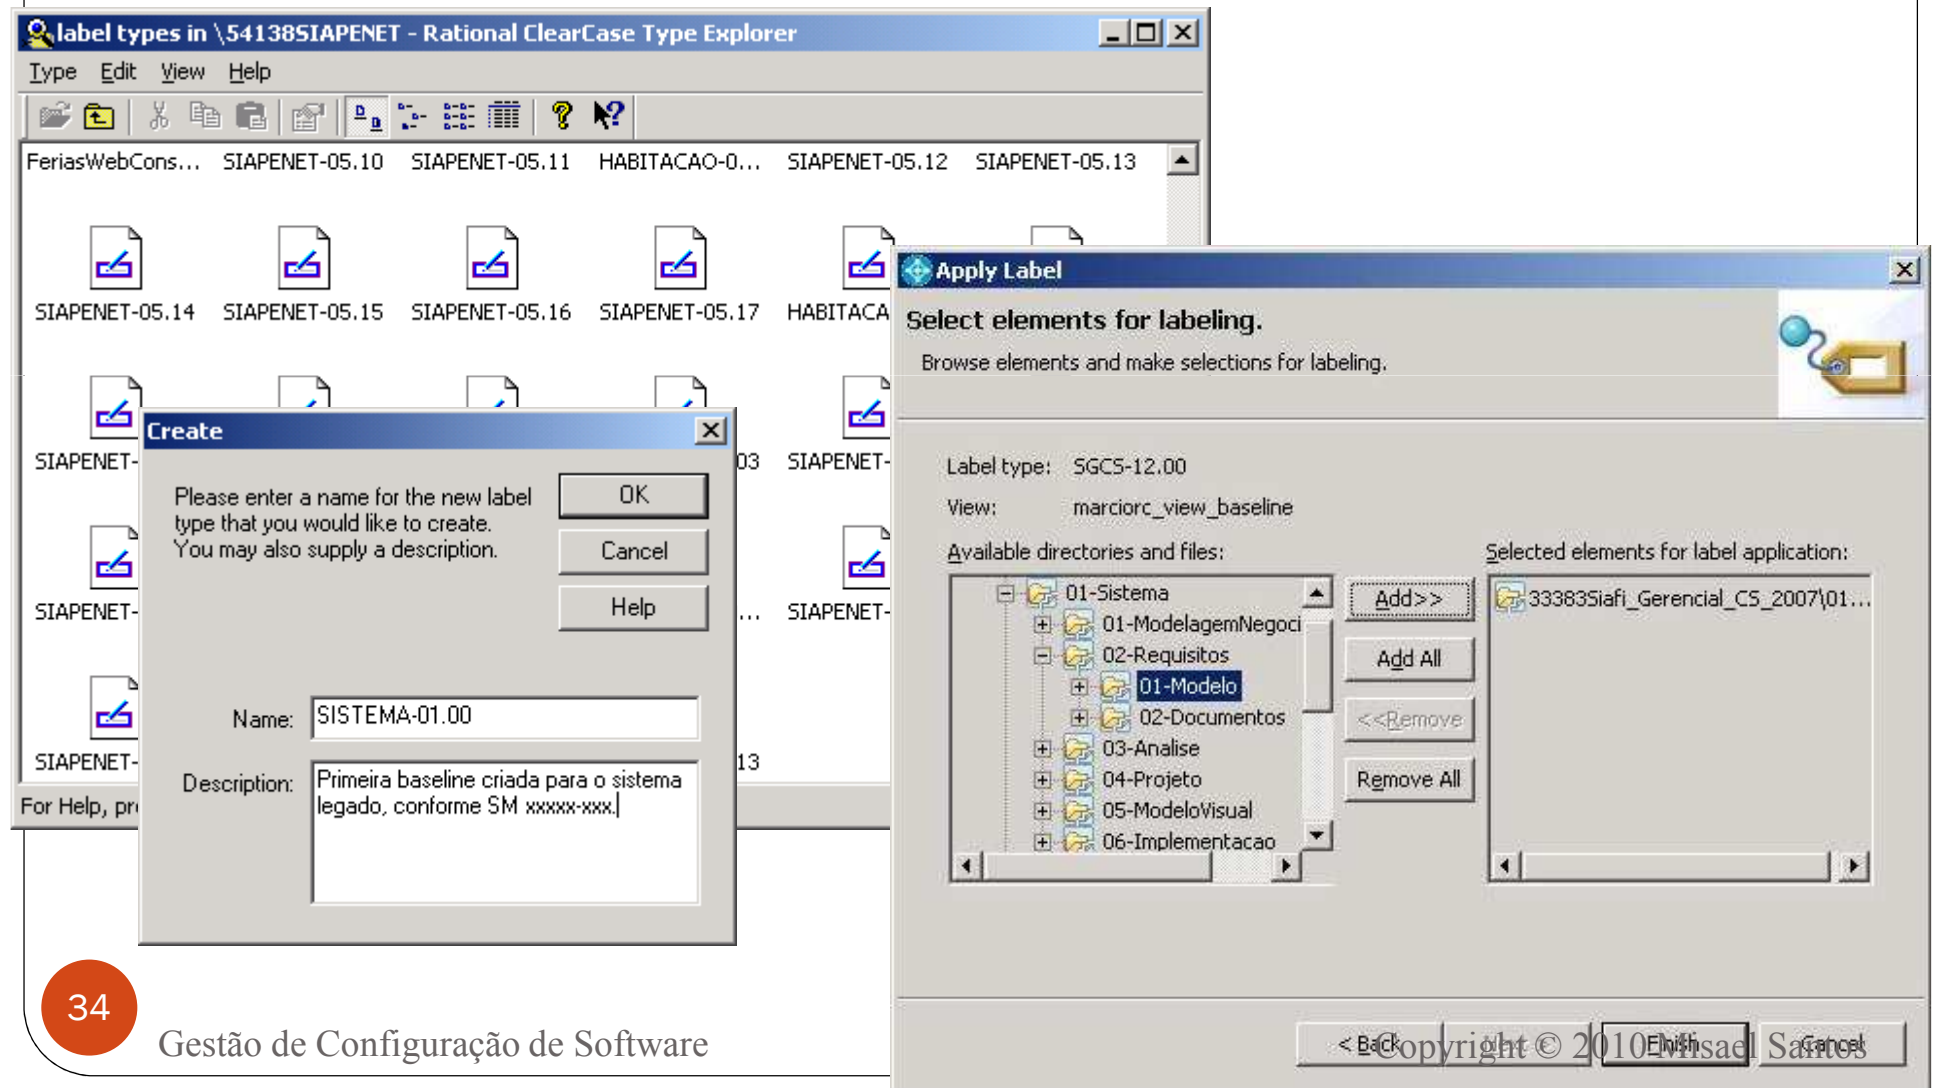 label types in \54138SIAPENET - Rational ClearCase Type Explorer
Type Edit View Help
FeriasWebCons... SIAPENET-05.10 SIAPENET-05.11 HABITACAO-0... SIAPENET-05.12 SIAPENET-05.13
SIAPENET-05.14 SIAPENET-05.15 SIAPENET-05.16 SIAPENET-05.17 HABITACA
SIAPENET- 03 SIAPENET-
SIAPENET- ... SIAPENET-
SIAPENET- 13
For Help, pr
Create
Please enter a name for the new label
type that you would like to create.
You may also supply a description.
OK
Cancel
Help
Name: SISTEMA-01.00
Description: Primeira baseline criada para o sistema
legado, conforme SM xxxxx-xxx.
Apply Label
Select elements for labeling.
Browse elements and make selections for labeling.
Label type: SGCS-12.00
View: marciorc_view_baseline
Available directories and files:
01-Sistema
01-ModelagemNegoci
02-Requisitos
01-Modelo
02-Documentos
03-Analise
04-Projeto
05-ModeloVisual
06-Implementacao
Add>>
Add All
<<Remove
Remove All
Selected elements for label application:
33383Siafi_Gerencial_CS_2007\01...
< Back Finish Cancel
34
Gestão de Configuração de Software
Copyright © 2010 Misael Santos